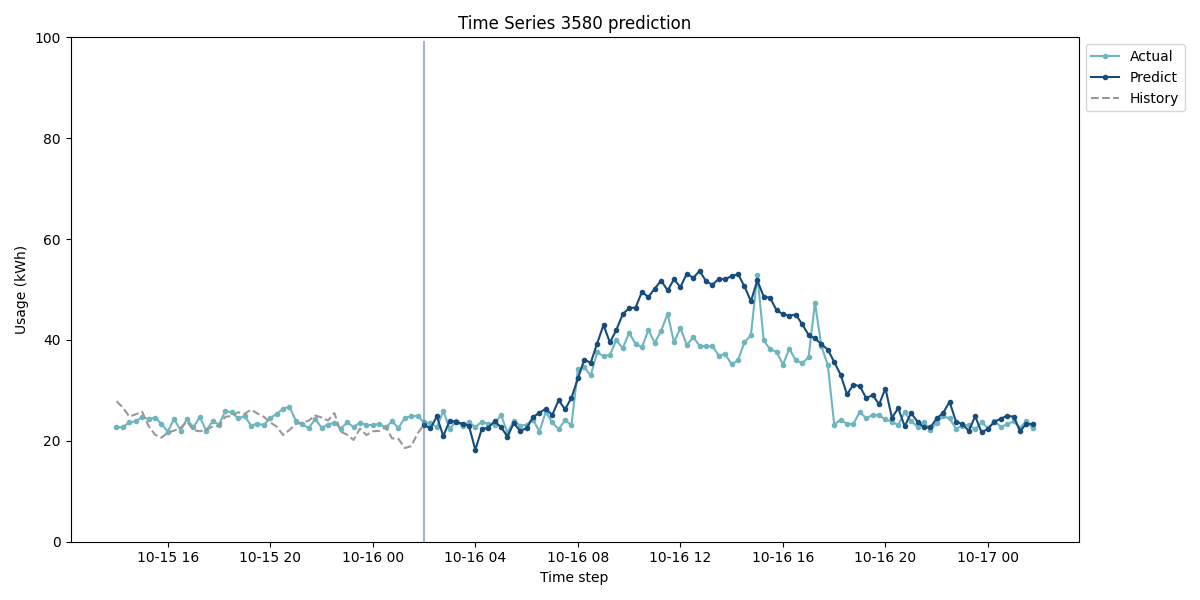 Time Series 3580 prediction
Usage (kWh)
100
80
60
40
20
0
10-15 16
10-15 20
10-16 00
10-16 04
10-16 08
10-16 12
10-16 16
10-16 20
10-17 00
Time step
Actual
Predict
History